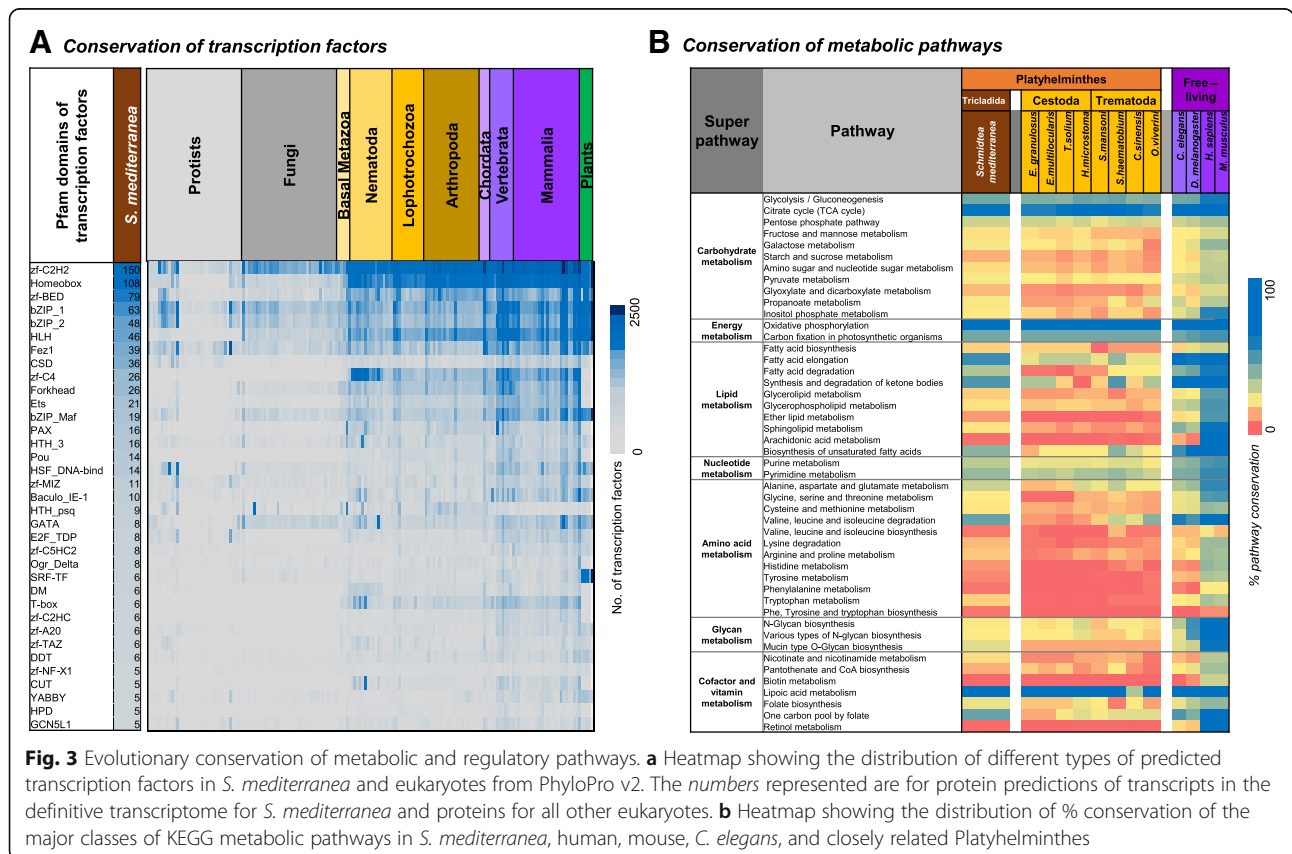 A Conservation of transcription factors
Pfam domains of
transcription factors
S. mediterranea
Protists
Fungi
Basal Metazoa
Nematoda
Lophotrochozoa
Arthropoda
Chordata
Vertebrata
Mammalia
Plants
zf-C2H2 150
Homeobox 108
zf-BED 79
bZIP_1 63
bZIP_2 48
HLH 46
Fez1 39
CSD 36
zf-C4 26
Forkhead 26
Ets 21
bZIP_Maf 19
PAX 16
HTH_3 16
Pou 14
HSF_DNA-bind 14
zf-MIZ 11
Baculo_IE-1 10
HTH_psq 9
GATA 8
E2F_TDP 8
zf-C5HC2 8
Ogr_Delta 8
SRF-TF 6
DM 6
T-box 6
zf-C2HC 6
zf-A20 6
zf-TAZ 6
DDT 6
zf-NF-X1 5
CUT 5
YABBY 5
HPD 5
GCN5L1 5
2500
0
No. of transcription factors
B Conservation of metabolic pathways
Super
pathway
Pathway
Platyhelminthes
Free –
living
Tricladida
Cestoda
Trematoda
Schmidtea
mediterranea
E. granulosus
E.multilocularis
T.solium
H.microstoma
S.mansoni
S.haematobium
C.sinensis
O.viverini
C. elegans
D. melanogaster
H. sapiens
M. musculus
Carbohydrate
metabolism
Glycolysis / Gluconeogenesis
Citrate cycle (TCA cycle)
Pentose phosphate pathway
Fructose and mannose metabolism
Galactose metabolism
Starch and sucrose metabolism
Amino sugar and nucleotide sugar metabolism
Pyruvate metabolism
Glyoxylate and dicarboxylate metabolism
Propanoate metabolism
Inositol phosphate metabolism
Energy
metabolism
Oxidative phosphorylation
Carbon fixation in photosynthetic organisms
Lipid
metabolism
Fatty acid biosynthesis
Fatty acid elongation
Fatty acid degradation
Synthesis and degradation of ketone bodies
Glycerolipid metabolism
Glycerophospholipid metabolism
Ether lipid metabolism
Sphingolipid metabolism
Arachidonic acid metabolism
Biosynthesis of unsaturated fatty acids
Nucleotide
metabolism
Purine metabolism
Pyrimidine metabolism
Amino acid
metabolism
Alanine, aspartate and glutamate metabolism
Glycine, serine and threonine metabolism
Cysteine and methionine metabolism
Valine, leucine and isoleucine degradation
Valine, leucine and isoleucine biosynthesis
Lysine degradation
Arginine and proline metabolism
Histidine metabolism
Tyrosine metabolism
Phenylalanine metabolism
Tryptophan metabolism
Phe, Tyrosine and tryptophan biosynthesis
Glycan
metabolism
N-Glycan biosynthesis
Various types of N-glycan biosynthesis
Mucin type O-Glycan biosynthesis
Cofactor and
vitamin
metabolism
Nicotinate and nicotinamide metabolism
Pantothenate and CoA biosynthesis
Biotin metabolism
Lipoic acid metabolism
Folate biosynthesis
One carbon pool by folate
Retinol metabolism
100
0
% pathway conservation
Fig. 3 Evolutionary conservation of metabolic and regulatory pathways. a Heatmap showing the distribution of different types of predicted
transcription factors in S. mediterranea and eukaryotes from PhyloPro v2. The numbers represented are for protein predictions of transcripts in the
definitive transcriptome for S. mediterranea and proteins for all other eukaryotes. b Heatmap showing the distribution of % conservation of the
major classes of KEGG metabolic pathways in S. mediterranea, human, mouse, C. elegans, and closely related Platyhelminthes